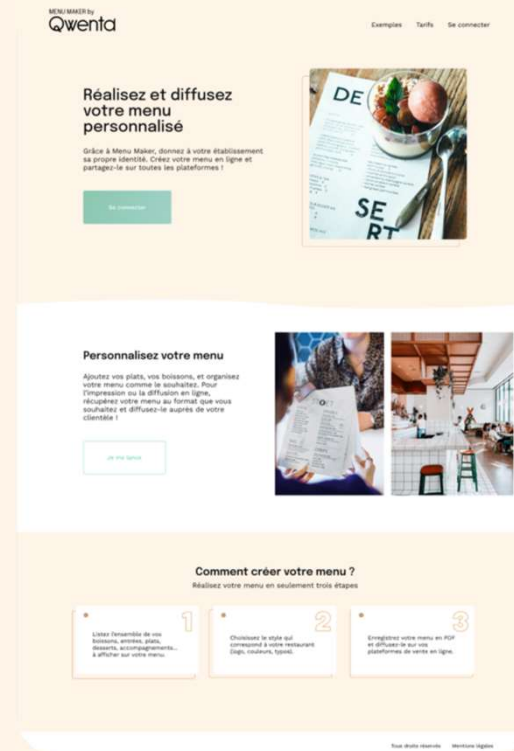 MENU MAKER by
Qwenta
Exemples Tarifs Se connecter
Réalisez et diffusez
votre menu
personnalisé
Grâce à Menu Maker, donnez à votre établissement
sa propre identité. Créez votre menu en ligne et
partagez-le sur toutes les plateformes !
Se connecter
DE
SE
RT
Personnalisez votre menu
Ajoutez vos plats, vos boissons, et organisez
votre menu comme le souhaitez. Pour
l'impression ou la diffusion en ligne,
récupérez votre menu au format que vous
souhaitez et diffusez-le auprès de votre
clientèle !
Je me lance
Comment créer votre menu ?
Réalisez votre menu en seulement trois étapes
1
Listez l'ensemble de vos
boissons, entrées, plats,
desserts, accompagnements...
à afficher sur votre menu.
2
Choisissez le style qui
correspond à votre restaurant
(logo, couleurs, typos).
3
Enregistrez votre menu en PDF
et diffusez-le sur vos
plateformes de vente en ligne.
Tous droits réservés Mentions légales